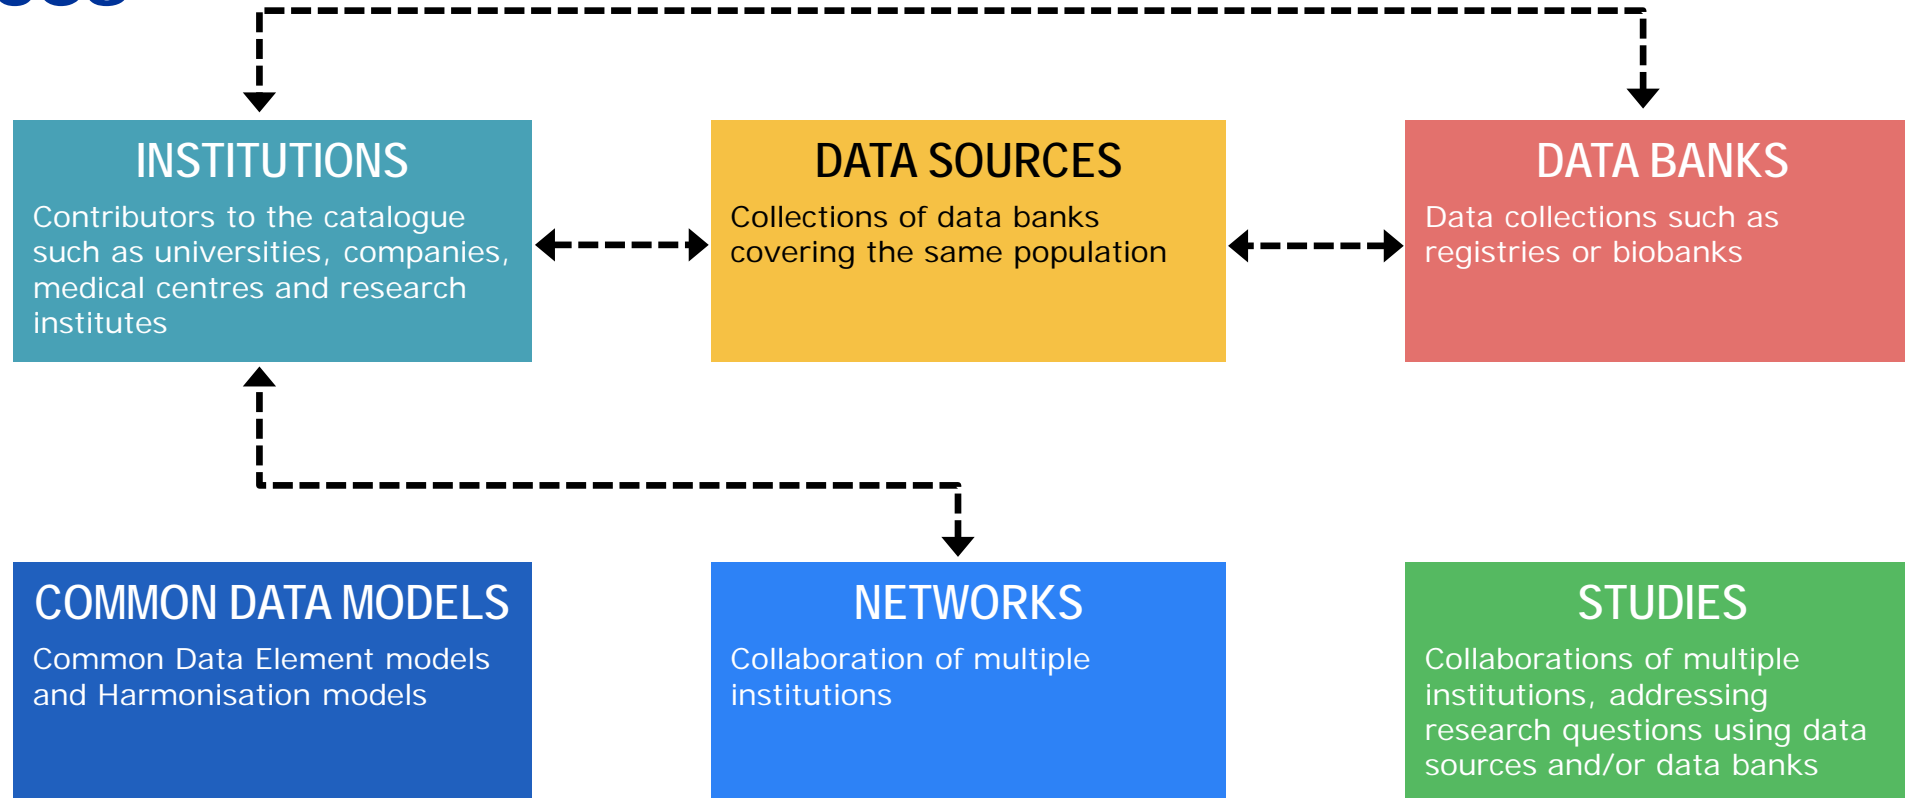 INSTITUTIONS
Contributors to the catalogue
such as universities, companies,
medical centres and research
institutes
DATA SOURCES
Collections of data banks
covering the same population
DATA BANKS
Data collections such as
registries or biobanks
COMMON DATA MODELS
Common Data Element models
and Harmonisation models
NETWORKS
Collaboration of multiple
institutions
STUDIES
Collaborations of multiple
institutions, addressing
research questions using data
sources and/or data banks